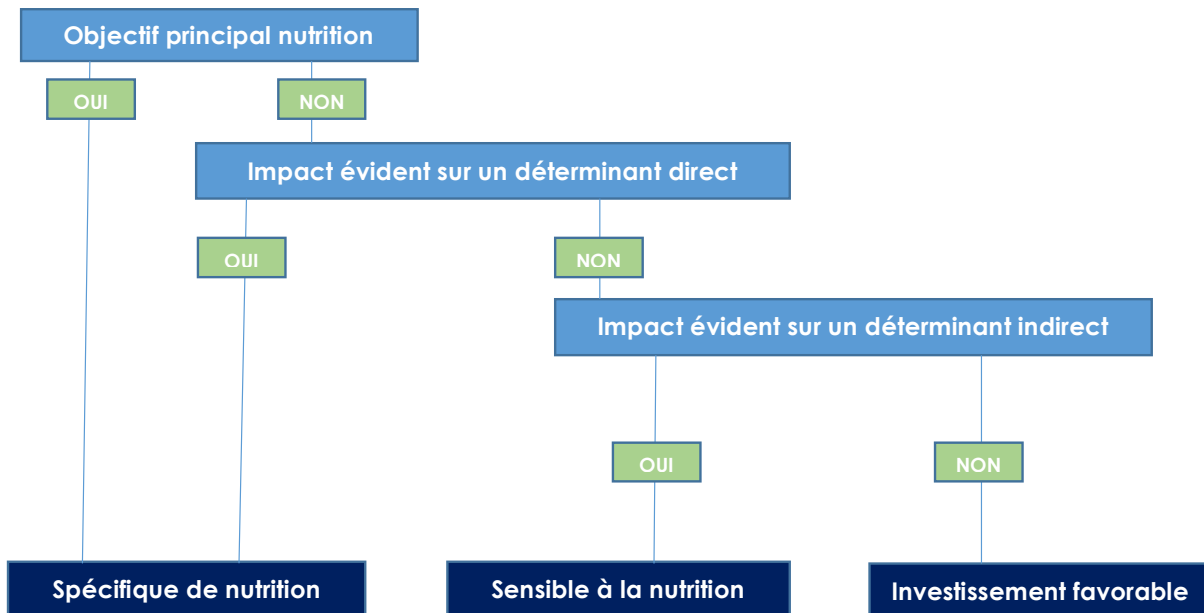 Objectif principal nutrition
OUI
NON
Impact évident sur un déterminant direct
OUI
NON
Impact évident sur un déterminant indirect
OUI
NON
Spécifique de nutrition
Sensible à la nutrition
Investissement favorable